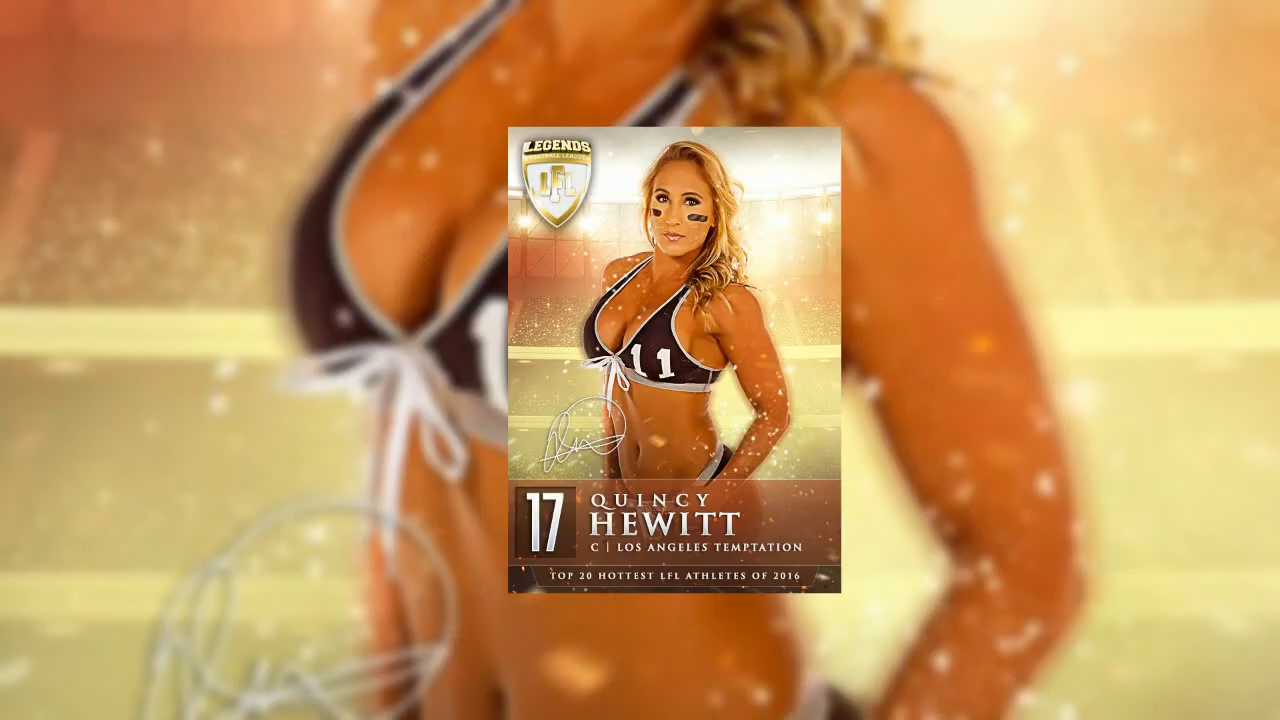 LEGENDS
FOOTBALL LEAGUE
LFL
11
17
QUINCY
HEWITT
C | LOS ANGELES TEMPTATION
TOP 20 HOTTEST LFL ATHLETES OF 2016